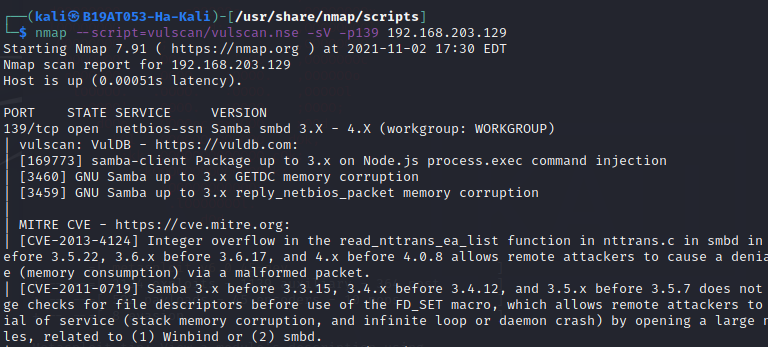 ┌──(kali㉿B19AT053-Ha-Kali)-[/usr/share/nmap/scripts]
└─$ nmap --script=vulscan/vulscan.nse -sV -p139 192.168.203.129
Starting Nmap 7.91 ( https://nmap.org ) at 2021-11-02 17:30 EDT
Nmap scan report for 192.168.203.129
Host is up (0.00051s latency).

PORT    STATE SERVICE     VERSION
139/tcp open  netbios-ssn Samba smbd 3.X - 4.X (workgroup: WORKGROUP)
| vulscan: VulDB - https://vuldb.com:
| [169773] samba-client Package up to 3.x on Node.js process.exec command injection
| [3460] GNU Samba up to 3.x GETDC memory corruption
| [3459] GNU Samba up to 3.x reply_netbios_packet memory corruption
|
| MITRE CVE - https://cve.mitre.org:
| [CVE-2013-4124] Integer overflow in the read_nttrans_ea_list function in nttrans.c in smbd in
efore 3.5.22, 3.6.x before 3.6.17, and 4.x before 4.0.8 allows remote attackers to cause a denia
e (memory consumption) via a malformed packet.
| [CVE-2011-0719] Samba 3.x before 3.3.15, 3.4.x before 3.4.12, and 3.5.x before 3.5.7 does not
ge checks for file descriptors before use of the FD_SET macro, which allows remote attackers to
ial of service (stack memory corruption, and infinite loop or daemon crash) by opening a large n
les, related to (1) Winbind or (2) smbd.